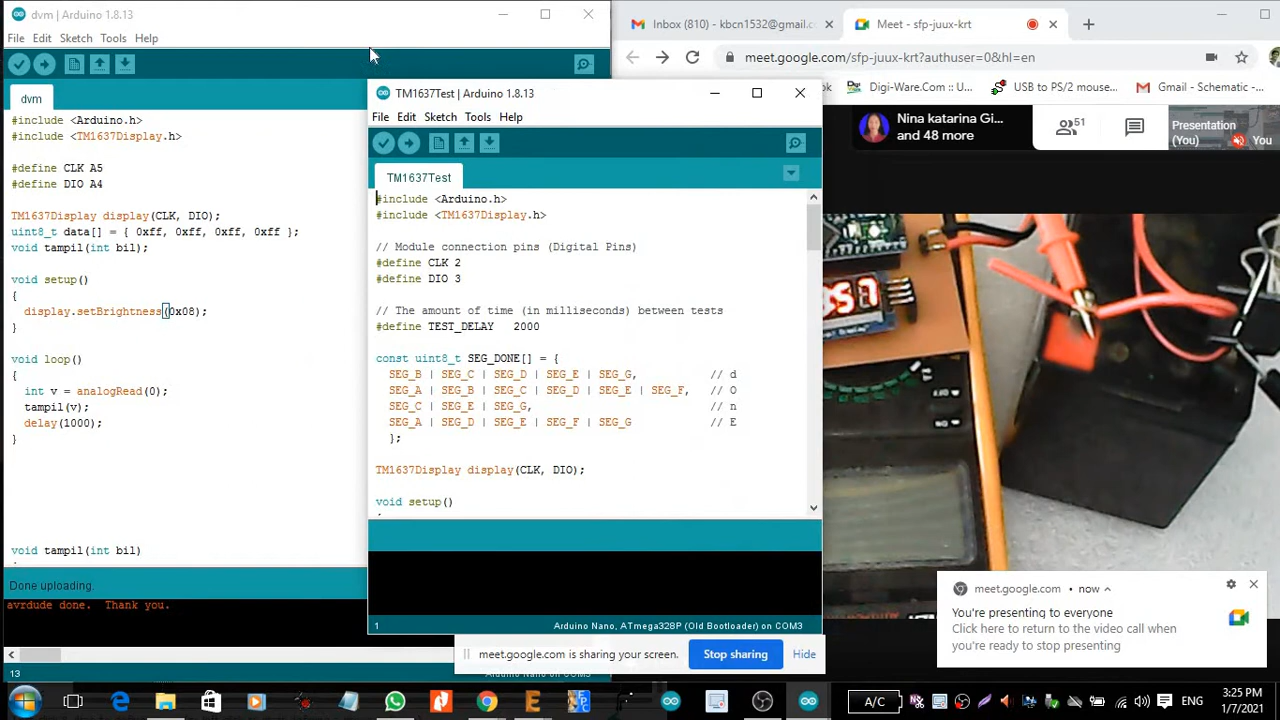 dvm | Arduino 1.8.13
File Edit Sketch Tools Help
dvm
#include <Arduino.h>
#include <TM1637Display.h>
#define CLK A5
#define DIO A4
TM1637Display display(CLK, DIO);
uint8_t data[] = { 0xff, 0xff, 0xff, 0xff };
void tampil(int bil);
void setup()
{
display.setBrightness(0x08);
}
void loop()
{
int v = analogRead(0);
tampil(v);
delay(1000);
}
void tampil(int bil)
Done uploading.
avrdude done.  Thank you.
13
TM1637Test | Arduino 1.8.13
File Edit Sketch Tools Help
TM1637Test
#include <Arduino.h>
#include <TM1637Display.h>
// Module connection pins (Digital Pins)
#define CLK 2
#define DIO 3
// The amount of time (in milliseconds) between tests
#define TEST_DELAY   2000
const uint8_t SEG_DONE[] = {
SEG_B | SEG_C | SEG_D | SEG_E | SEG_G,           // d
SEG_A | SEG_B | SEG_C | SEG_D | SEG_E | SEG_F,   // O
SEG_C | SEG_E | SEG_G,                           // n
SEG_A | SEG_D | SEG_E | SEG_F | SEG_G            // E
};
TM1637Display display(CLK, DIO);
void setup()
1
Arduino Nano, ATmega328P (Old Bootloader) on COM3
meet.google.com is sharing your screen.
Stop sharing
Hide
Inbox (810) - kbcn1532@gmail.c
Meet - sfp-juux-krt
meet.google.com/sfp-juux-krt?authuser=0&hl=en
Digi-Ware.Com :: U...
USB to PS/2 mouse...
Gmail - Schematic -...
Nina katarina Gi...
and 48 more
51
Presentation
(You)
You
meet.google.com • now
You're presenting to everyone
Click here to return to the video call when
you're ready to stop presenting
A/C
3:25 PM
1/7/2021